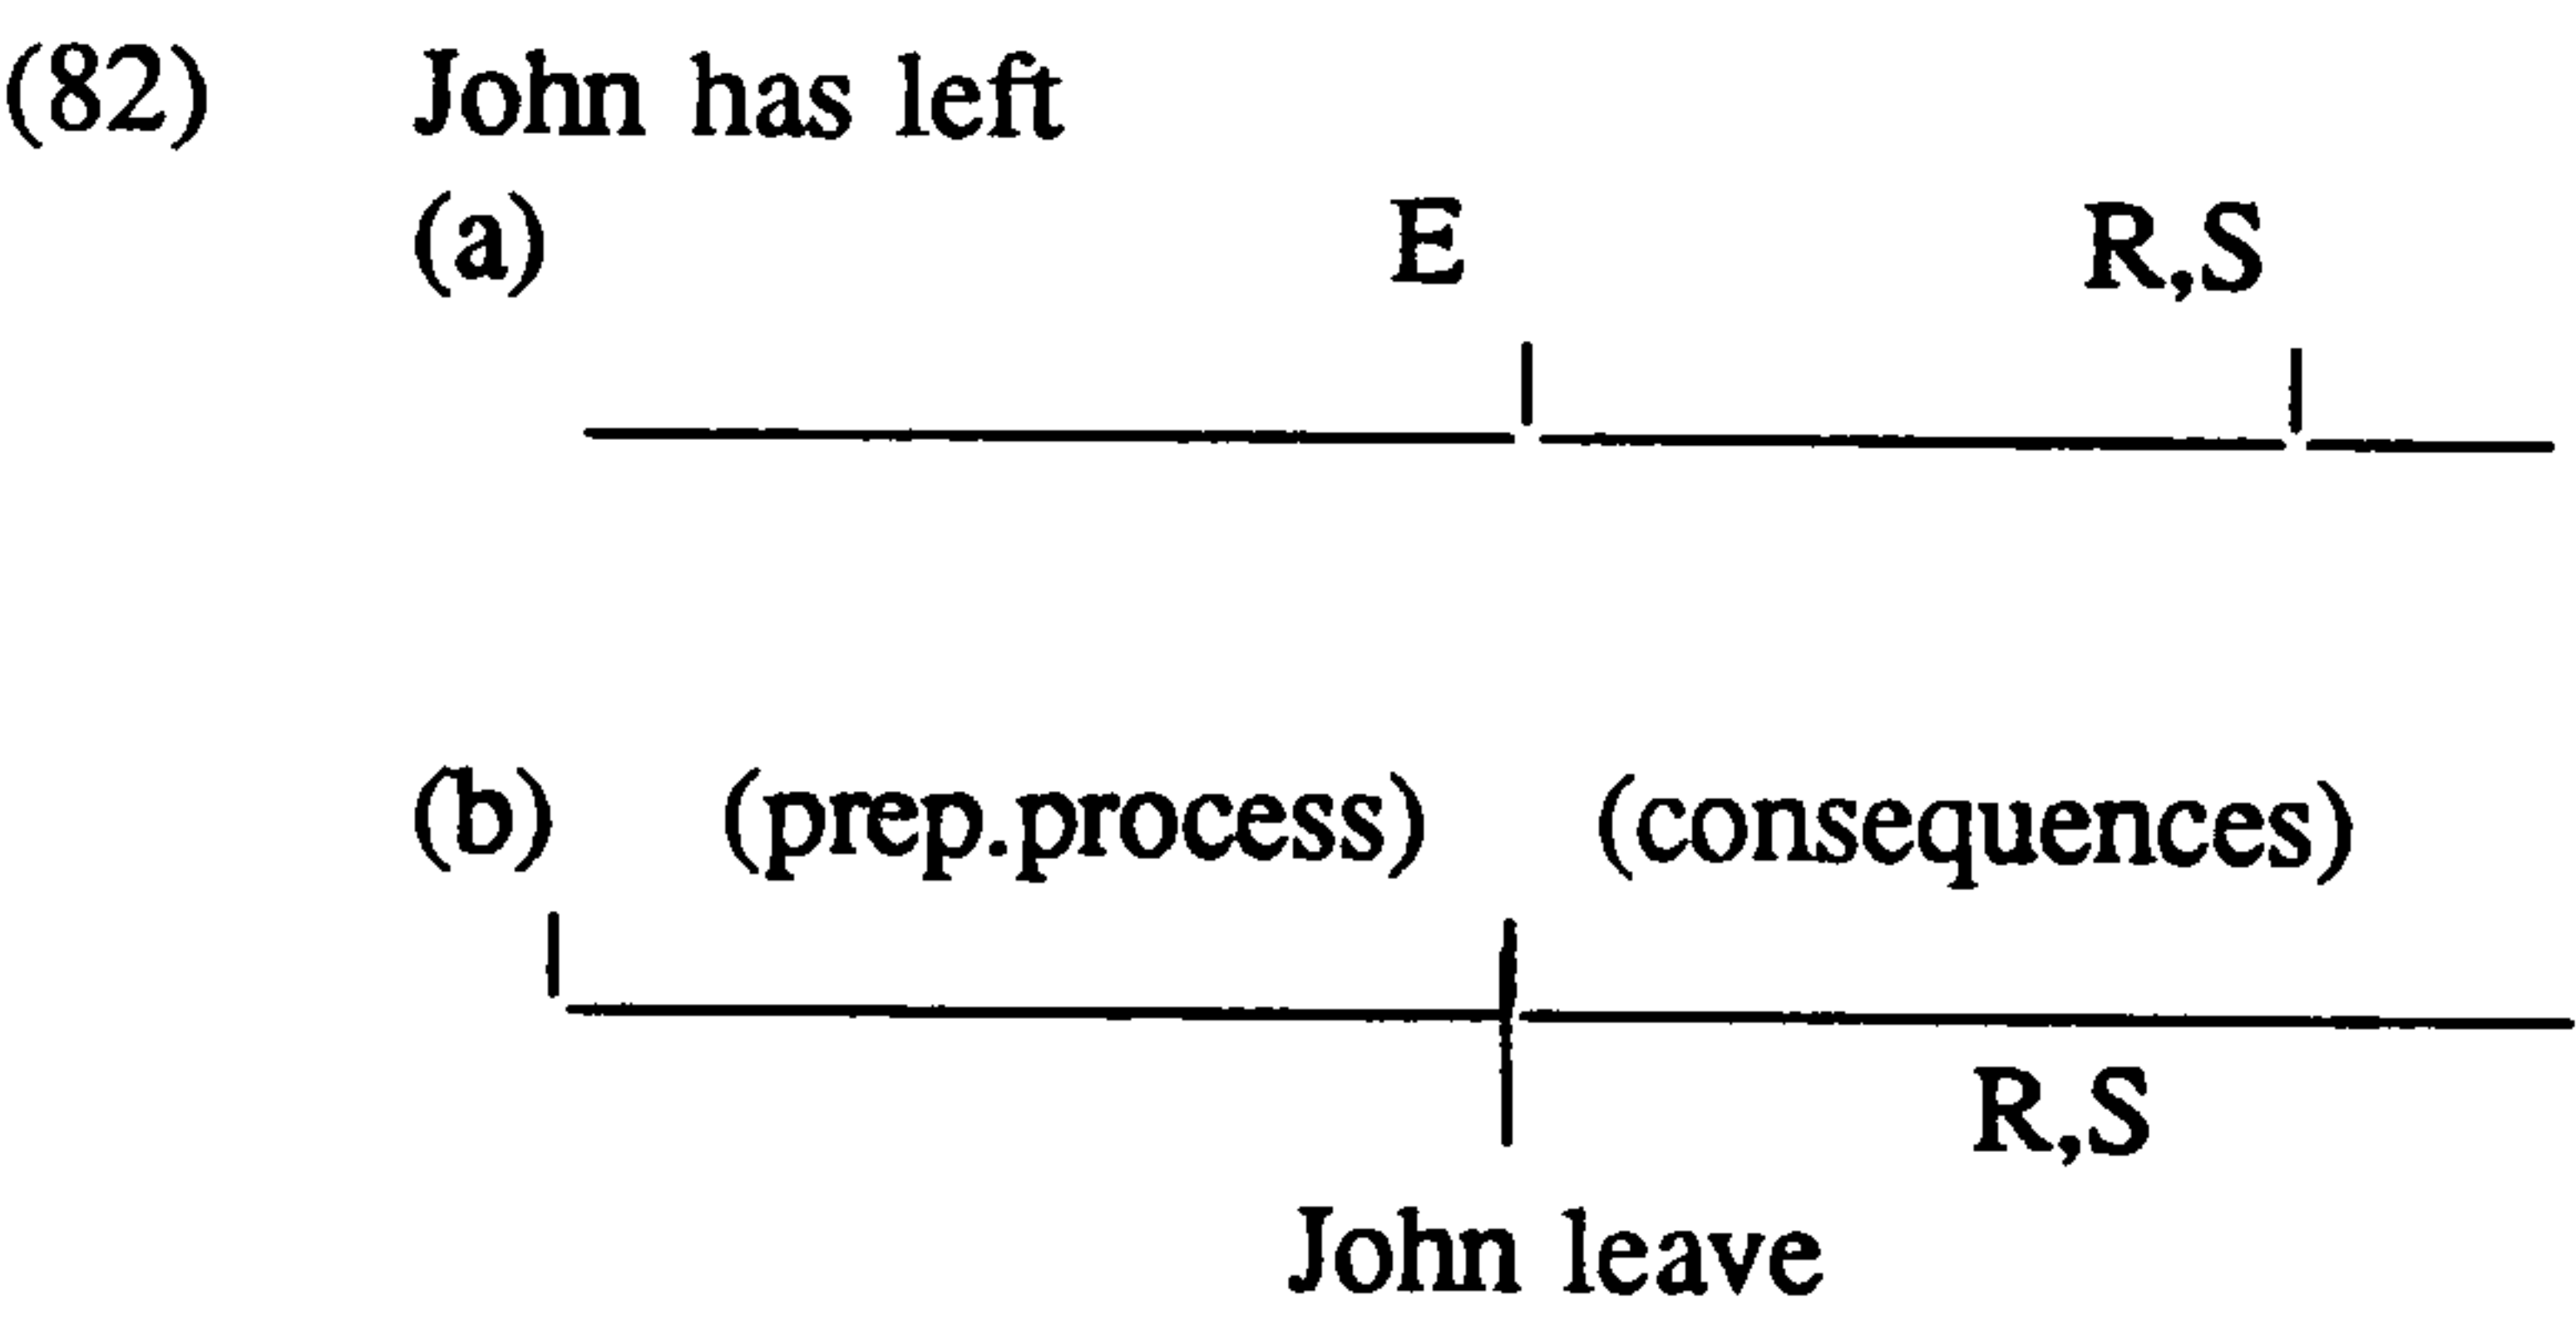 (82) John has left
(a) E R,S
(b) (prep.process) (consequences)
R,S
John leave